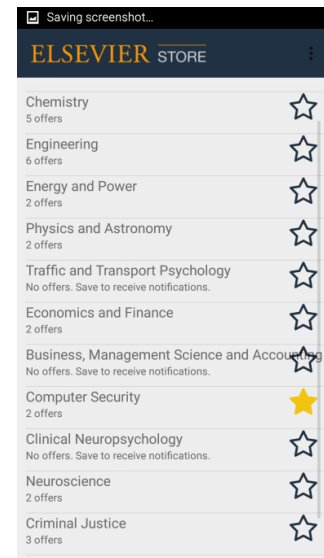 Saving screenshot...
ELSEVIER STORE
Chemistry
5 offers
Engineering
6 offers
Energy and Power
2 offers
Physics and Astronomy
2 offers
Traffic and Transport Psychology
No offers. Save to receive notifications.
Economics and Finance
2 offers
Business, Management Science and Accounting
No offers. Save to receive notifications.
Computer Security
2 offers
Clinical Neuropsychology
No offers. Save to receive notifications.
Neuroscience
2 offers
Criminal Justice
3 offers